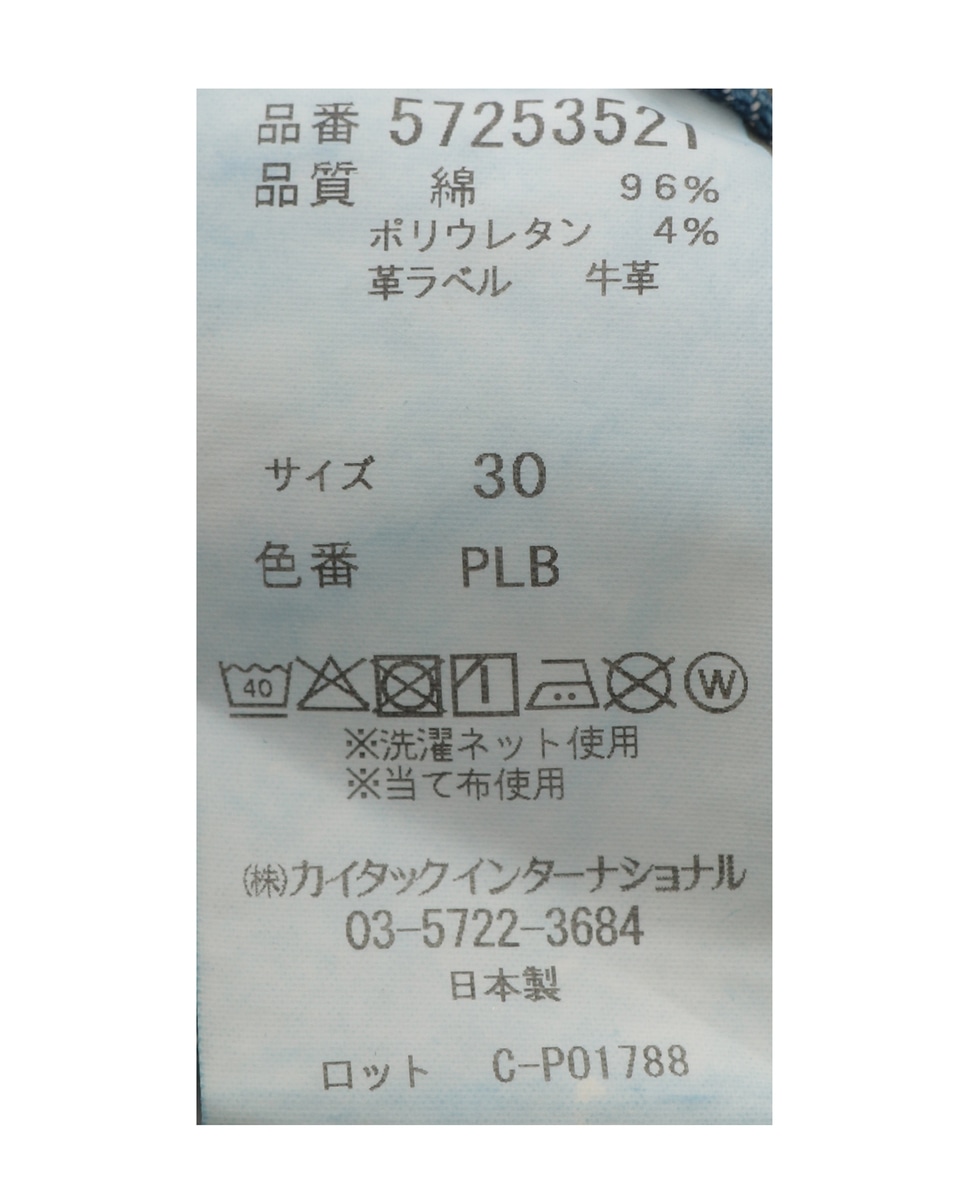 品番 57253521
品質 綿 96%
ポリウレタン 4%
革ラベル 牛革
サイズ 30
色番 PLB
40 W
※洗濯ネット使用
※当て布使用
㈱カイタックインターナショナル
03-5722-3684
日本製
ロット C-P01788